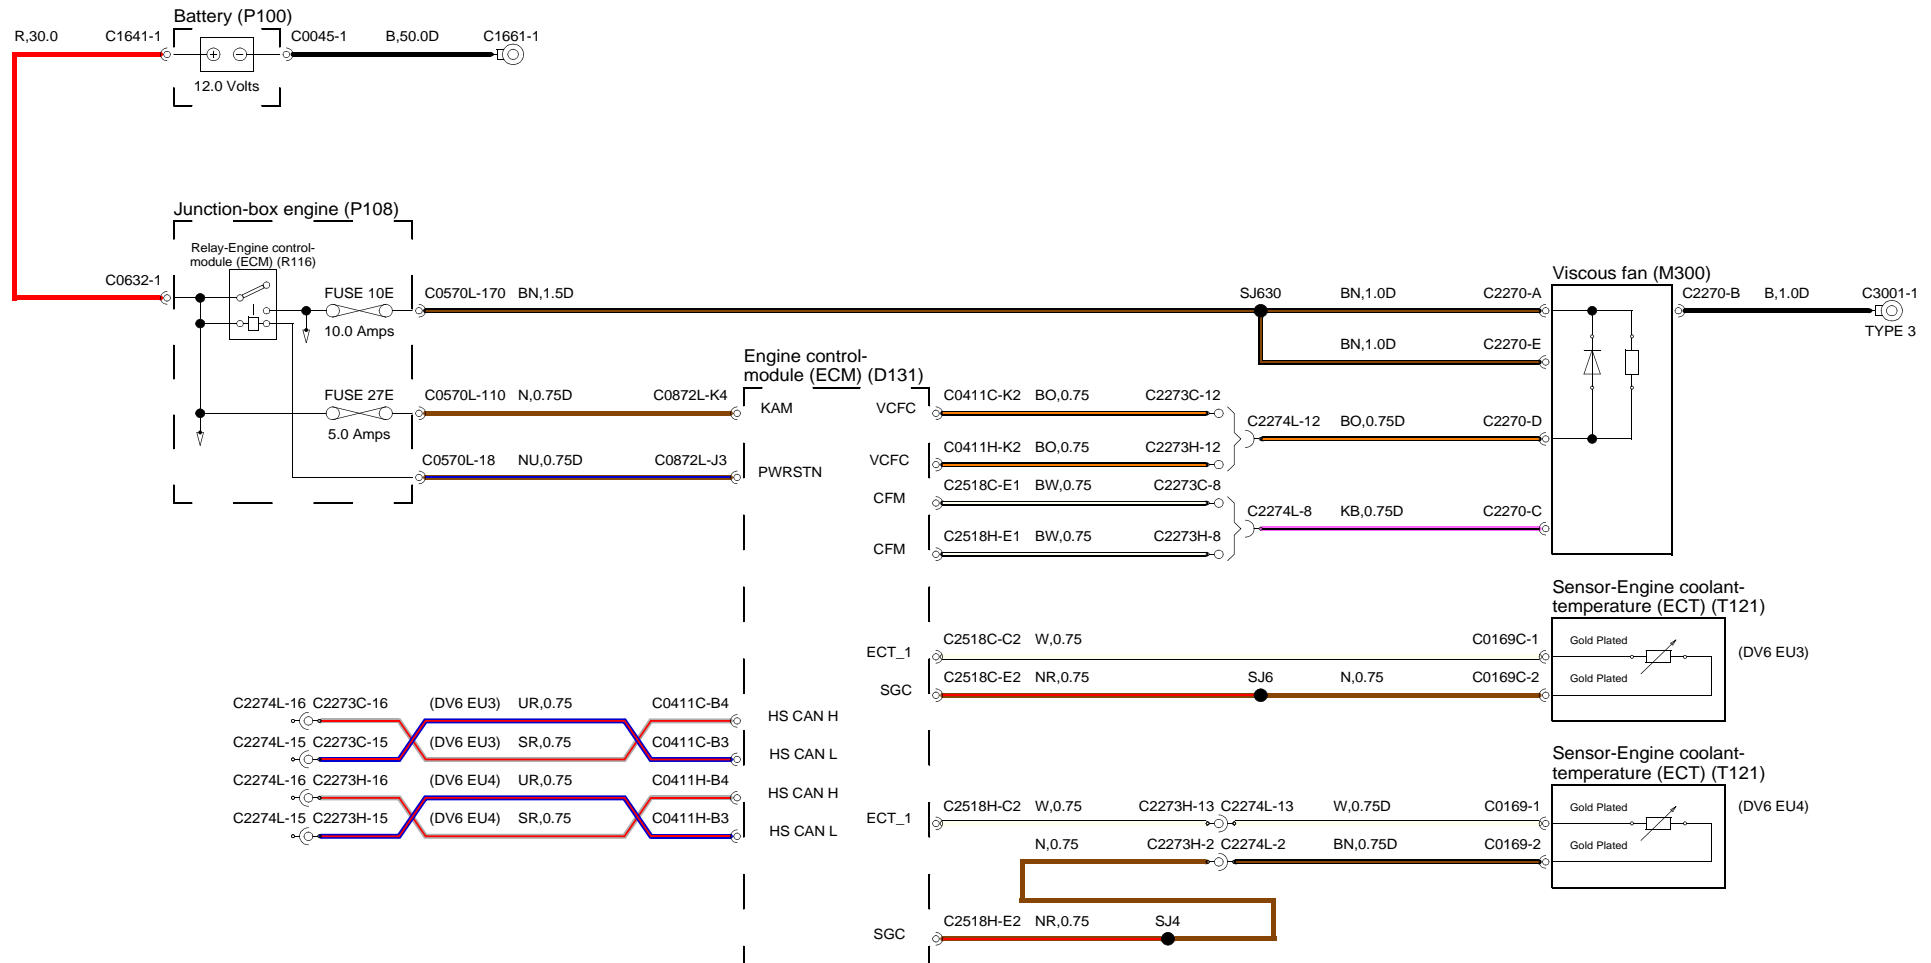 Battery (P100)
R,30.0 C1641-1 C0045-1 B,50.0D C1661-1
12.0 Volts
Junction-box engine (P108)
Relay-Engine control-
module (ECM) (R116)
C0632-1
FUSE 10E C0570L-170 BN,1.5D SJ630 BN,1.0D C2270-A
10.0 Amps
Viscous fan (M300)
C2270-B B,1.0D C3001-1
TYPE 3
BN,1.0D C2270-E
Engine control-
module (ECM) (D131)
FUSE 27E C0570L-110 N,0.75D C0872L-K4 KAM
5.0 Amps
VCFC C0411C-K2 BO,0.75 C2273C-12
C2274L-12 BO,0.75D C2270-D
VCFC C0411H-K2 BO,0.75 C2273H-12
C0570L-18 NU,0.75D C0872L-J3 PWRSTN
CFM C2518C-E1 BW,0.75 C2273C-8
C2274L-8 KB,0.75D C2270-C
CFM C2518H-E1 BW,0.75 C2273H-8
Sensor-Engine coolant-
temperature (ECT) (T121)
ECT_1 C2518C-C2 W,0.75 C0169C-1 Gold Plated (DV6 EU3)
SGC C2518C-E2 NR,0.75 SJ6 N,0.75 C0169C-2 Gold Plated
C2274L-16 C2273C-16 (DV6 EU3) UR,0.75 C0411C-B4 HS CAN H
C2274L-15 C2273C-15 (DV6 EU3) SR,0.75 C0411C-B3 HS CAN L
C2274L-16 C2273H-16 (DV6 EU4) UR,0.75 C0411H-B4 HS CAN H
C2274L-15 C2273H-15 (DV6 EU4) SR,0.75 C0411H-B3 HS CAN L
Sensor-Engine coolant-
temperature (ECT) (T121)
ECT_1 C2518H-C2 W,0.75 C2273H-13 C2274L-13 W,0.75D C0169-1 Gold Plated (DV6 EU4)
N,0.75 C2273H-2 C2274L-2 BN,0.75D C0169-2 Gold Plated
SGC C2518H-E2 NR,0.75 SJ4